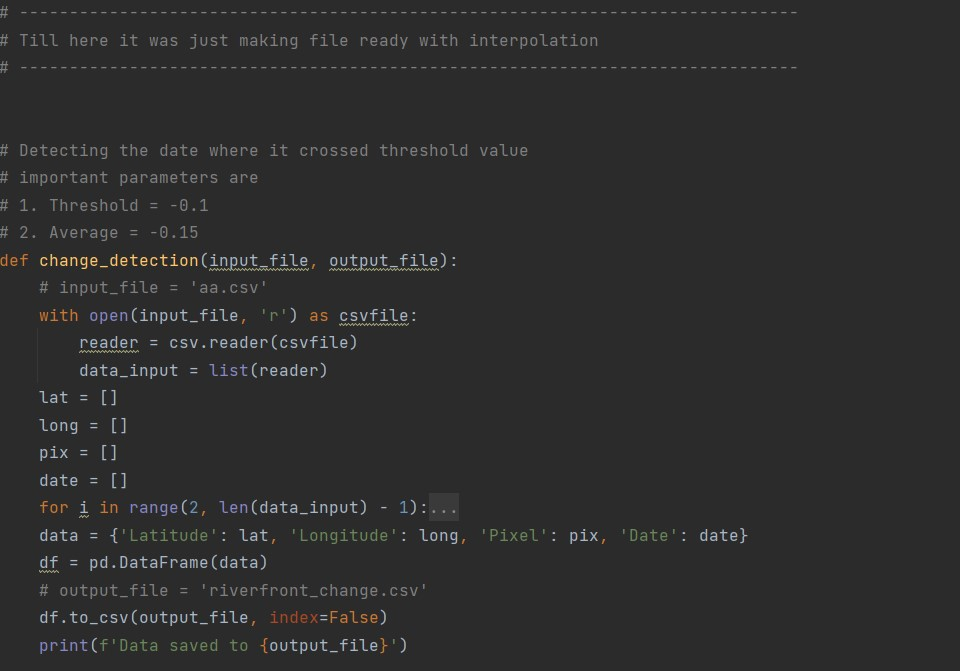 # ------------------------------------------------------------------------------
# Till here it was just making file ready with interpolation
# ------------------------------------------------------------------------------
# Detecting the date where it crossed threshold value
# important parameters are
# 1. Threshold = -0.1
# 2. Average = -0.15
def change_detection(input_file, output_file):
    # input_file = 'aa.csv'
    with open(input_file, 'r') as csvfile:
        reader = csv.reader(csvfile)
        data_input = list(reader)
    lat = []
    long = []
    pix = []
    date = []
    for i in range(2, len(data_input) - 1):...
    data = {'Latitude': lat, 'Longitude': long, 'Pixel': pix, 'Date': date}
    df = pd.DataFrame(data)
    # output_file = 'riverfront_change.csv'
    df.to_csv(output_file, index=False)
    print(f'Data saved to {output_file}')